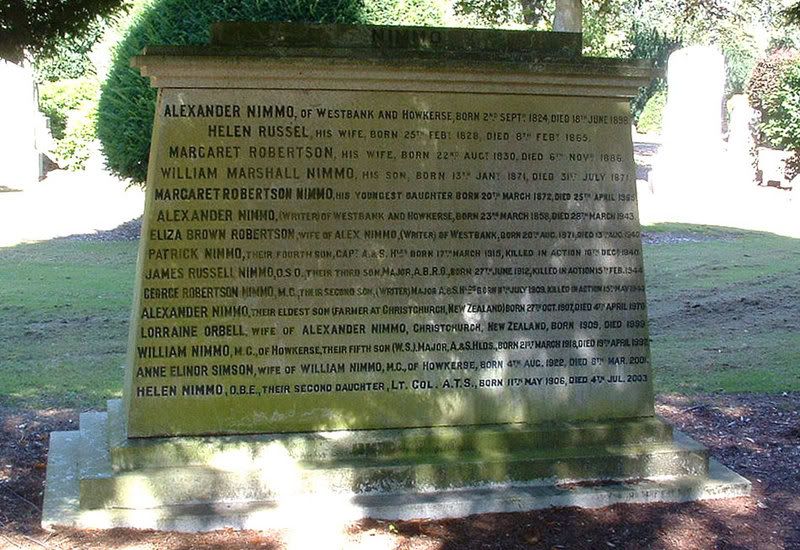 NIMMO
ALEXANDER NIMMO, OF WESTBANK AND HOWKERSE, BORN 2ND SEPT. 1824, DIED 18TH JUNE 1898.
HELEN RUSSEL, HIS WIFE, BORN 25TH FEBY. 1828, DIED 8TH FEBY. 1865.
MARGARET ROBERTSON, HIS WIFE, BORN 22ND AUGT. 1830, DIED 6TH NOVR. 1886.
WILLIAM MARSHALL NIMMO, HIS SON, BORN 13TH JANY. 1871, DIED 31ST JULY 1871.
MARGARET ROBERTSON NIMMO, HIS YOUNGEST DAUGHTER BORN 20TH MARCH 1872, DIED 25TH APRIL
ALEXANDER NIMMO, (WRITER) OF WESTBANK AND HOWKERSE, BORN 23RD MARCH 1858, DIED 28TH MARCH 1943.
ELIZA BROWN ROBERTSON, WIFE OF ALEX. NIMMO, (WRITER) OF WESTBANK, BORN 20TH AUG. 1871, DIED 13TH AUG. 1940.
PATRICK NIMMO, THEIR FOURTH SON, CAPT. A. & S. HRS. BORN 17TH MARCH 1915, KILLED IN ACTION 10TH DEC. 1940.
JAMES RUSSELL NIMMO, D.S.O., THEIR THIRD SON, MAJOR, BORN 27TH JUNE 1912, KILLED IN ACTION 15TH FEB. 1944
GEORGE ROBERTSON NIMMO, M.C., THEIR SECOND SON, (WRITER) MAJOR A. & S. BORN JULY 1909, KILLED IN ACTION MAY 1944
ALEXANDER NIMMO, THEIR ELDEST SON (FARMER AT CHRISTCHURCH, NEW ZEALAND) BORN 27TH OCT. 1907, DIED 4TH APRIL 1970
LORRAINE ORBELL, WIFE OF ALEXANDER NIMMO, CHRISTCHURCH, NEW ZEALAND, BORN 1909, DIED 1999
WILLIAM NIMMO, M.C., OF HOWKERSE, THEIR FIFTH SON (W.S.), MAJOR, A. & S. HLDS., BORN 21ST MARCH 1918, DIED 19TH APRIL
ANNE ELINOR SIMSON, WIFE OF WILLIAM NIMMO, M.C., OF HOWKERSE, BORN 4TH AUG. 1922, DIED 8TH MAR. 2001.
HELEN NIMMO, O.B.E., THEIR SECOND DAUGHTER, LT. COL. A.T.S., BORN 11TH MAY 1906, DIED 4TH JUL. 2003